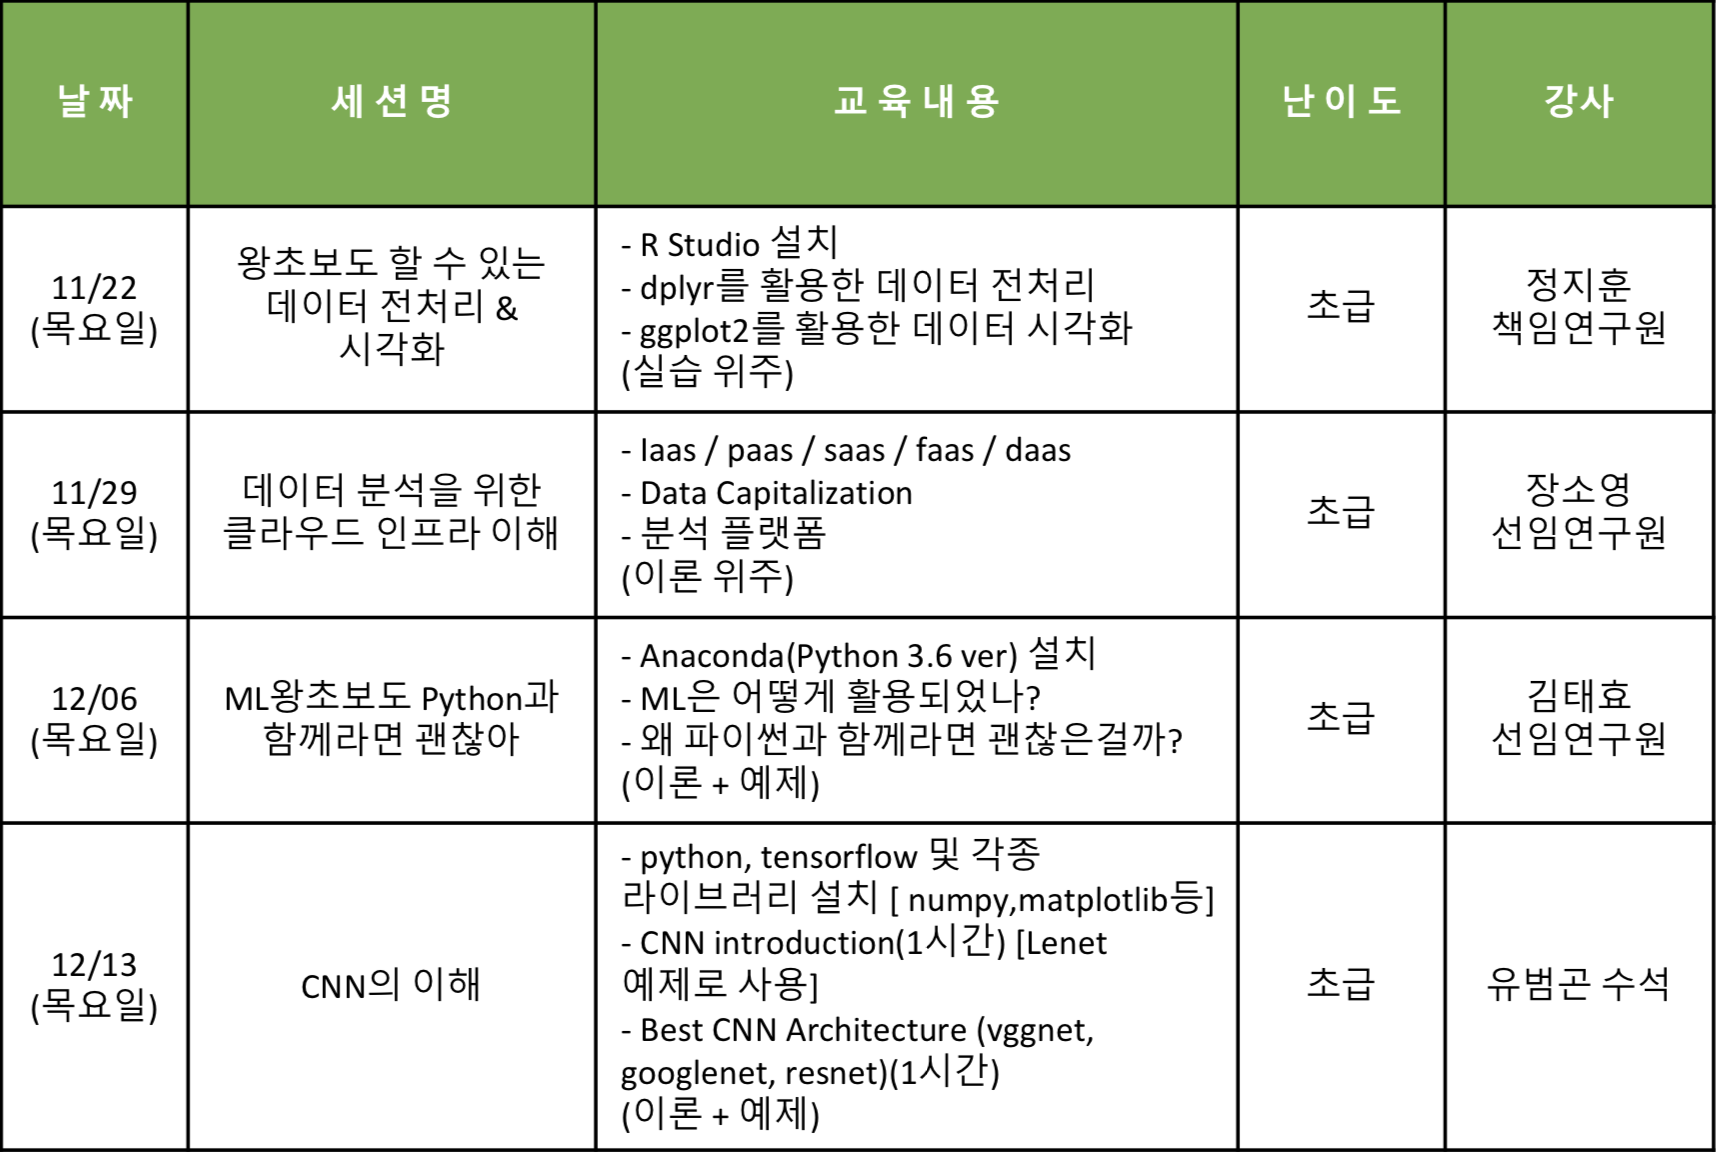 날 짜
세 션 명
교 육 내 용
난 이 도
강사
11/22
(목요일)
왕초보도 할 수 있는
데이터 전처리 &
시각화
- R Studio 설치
- dplyr를 활용한 데이터 전처리
- ggplot2를 활용한 데이터 시각화
(실습 위주)
초급
정지훈
책임연구원
11/29
(목요일)
데이터 분석을 위한
클라우드 인프라 이해
- Iaas / paas / saas / faas / daas
- Data Capitalization
- 분석 플랫폼
(이론 위주)
초급
장소영
선임연구원
12/06
(목요일)
ML왕초보도 Python과
함께라면 괜찮아
- Anaconda(Python 3.6 ver) 설치
- ML은 어떻게 활용되었나?
- 왜 파이썬과 함께라면 괜찮은걸까?
(이론 + 예제)
초급
김태효
선임연구원
12/13
(목요일)
CNN의 이해
- python, tensorflow 및 각종
라이브러리 설치 [ numpy,matplotlib등]
- CNN introduction(1시간) [Lenet
예제로 사용]
- Best CNN Architecture (vggnet,
googlenet, resnet)(1시간)
(이론 + 예제)
초급
유범곤 수석